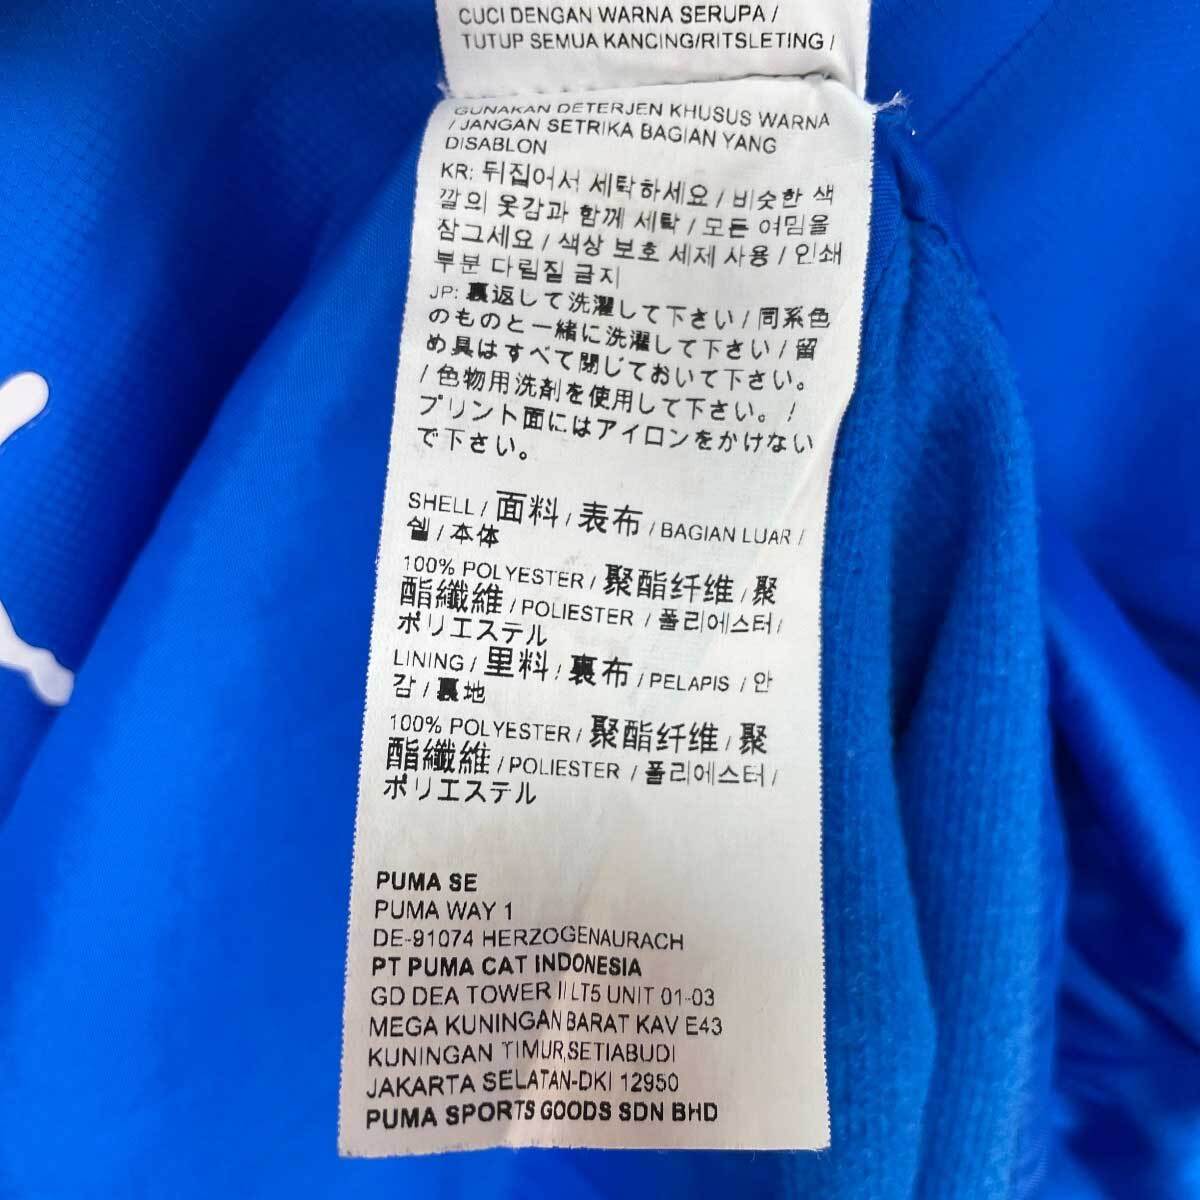 CUCI DENGAN WARNA SERUPA /
TUTUP SEMUA KANCING/RITSLETING /
GUNAKAN DETERJEN KHUSUS WARNA
/ JANGAN SETRIKA BAGIAN YANG
DISABLON
KR: 뒤집어서 세탁하세요 / 비슷한 색
깔의 옷감과 함께 세탁 / 모든 여밈을
잠그세요 / 색상 보호 세제 사용 / 인쇄
부분 다림질 금지
JP: 裏返して洗濯して下さい / 同系色
のものと一緒に洗濯して下さい / 留
め具はすべて閉じておいて下さい。
/ 色物用洗剤を使用して下さい。 /
プリント面にはアイロンをかけない
で下さい。
SHELL / 面料 / 表布 / BAGIAN LUAR /
쉘 / 本体
100% POLYESTER / 聚酯纤维 / 聚
酯纖維 / POLIESTER / 폴리에스터 /
ポリエステル
LINING / 里料 / 裏布 / PELAPIS / 안
감 / 裏地
100% POLYESTER / 聚酯纤维 / 聚
酯纖維 / POLIESTER / 폴리에스터 /
ポリエステル
PUMA SE
PUMA WAY 1
DE-91074 HERZOGENAURACH
PT PUMA CAT INDONESIA
GD DEA TOWER II LT5 UNIT 01-03
MEGA KUNINGAN BARAT KAV E43
KUNINGAN TIMUR,SETIABUDI
JAKARTA SELATAN-DKI 12950
PUMA SPORTS GOODS SDN BHD